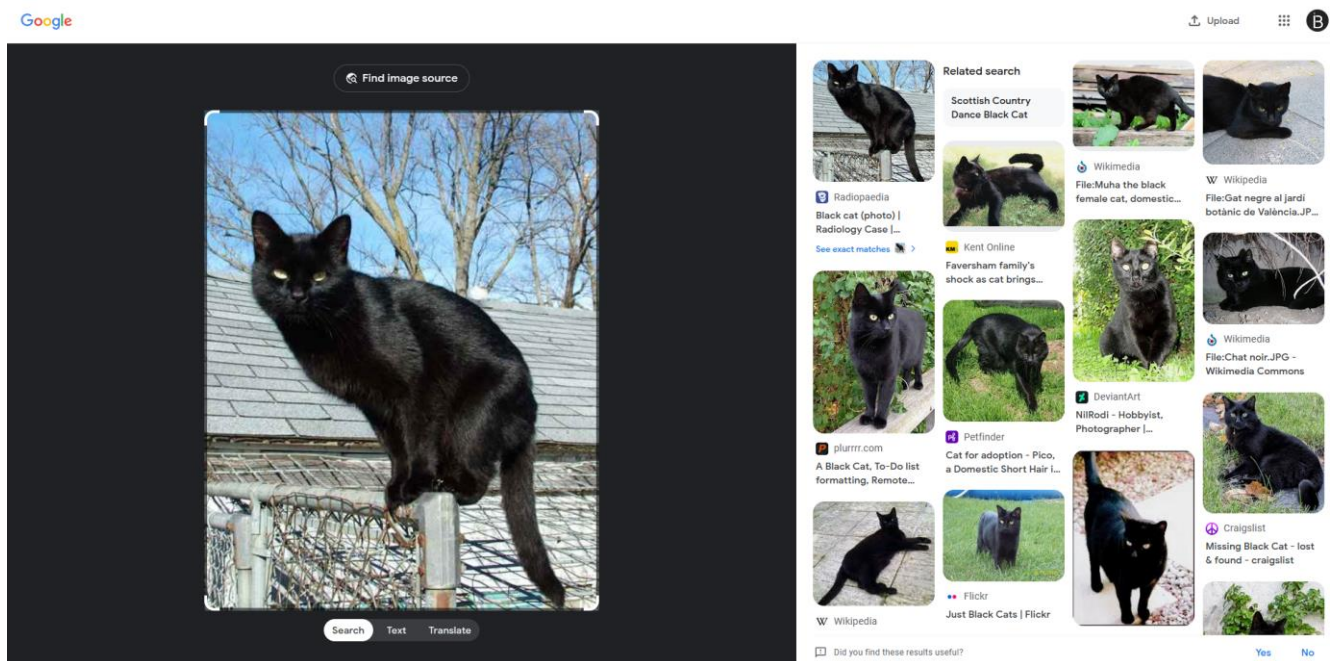 Google
Upload
B
Find image source
Search
Text
Translate
Radiopaedia
Black cat (photo) |
Radiology Case |...
See exact matches
plurrrr.com
A Black Cat, To-Do list
formatting, Remote...
Wikipedia
Related search
Scottish Country
Dance Black Cat
KM
Kent Online
Faversham family's
shock as cat brings...
Petfinder
Cat for adoption - Pico,
a Domestic Short Hair i...
Flickr
Just Black Cats | Flickr
Wikimedia
File:Muha the black
female cat, domestic...
DeviantArt
NilRodi - Hobbyist,
Photographer |...
W Wikipedia
File:Gat negre al jardí
botànic de València.JP...
Wikimedia
File:Chat noir.JPG -
Wikimedia Commons
Craigslist
Missing Black Cat - lost
& found - craigslist
Did you find these results useful?
Yes
No